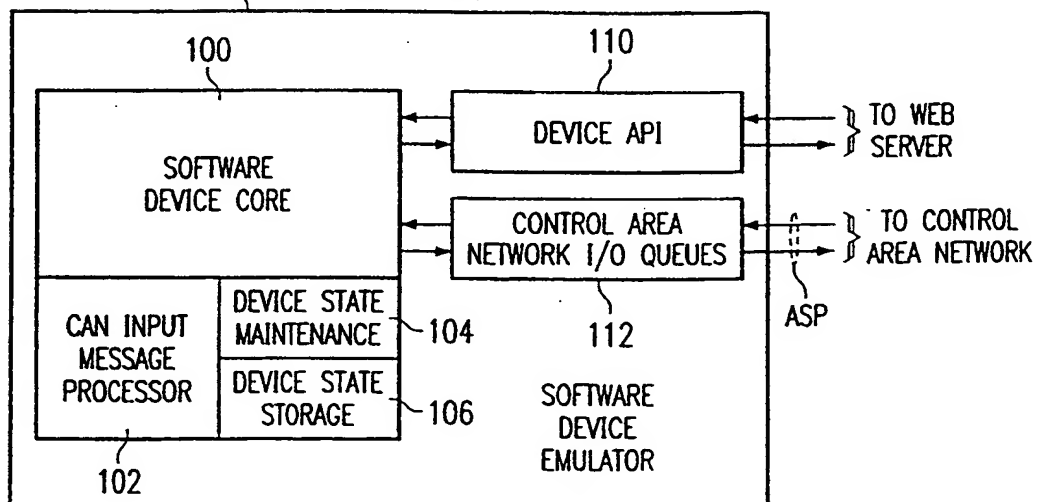 100
110
SOFTWARE
DEVICE CORE
DEVICE API
TO WEB
SERVER
CONTROL AREA
NETWORK I/O QUEUES
TO CONTROL
AREA NETWORK
ASP
112
CAN INPUT
MESSAGE
PROCESSOR
DEVICE STATE
MAINTENANCE
104
DEVICE STATE
STORAGE
106
102
SOFTWARE
DEVICE
EMULATOR